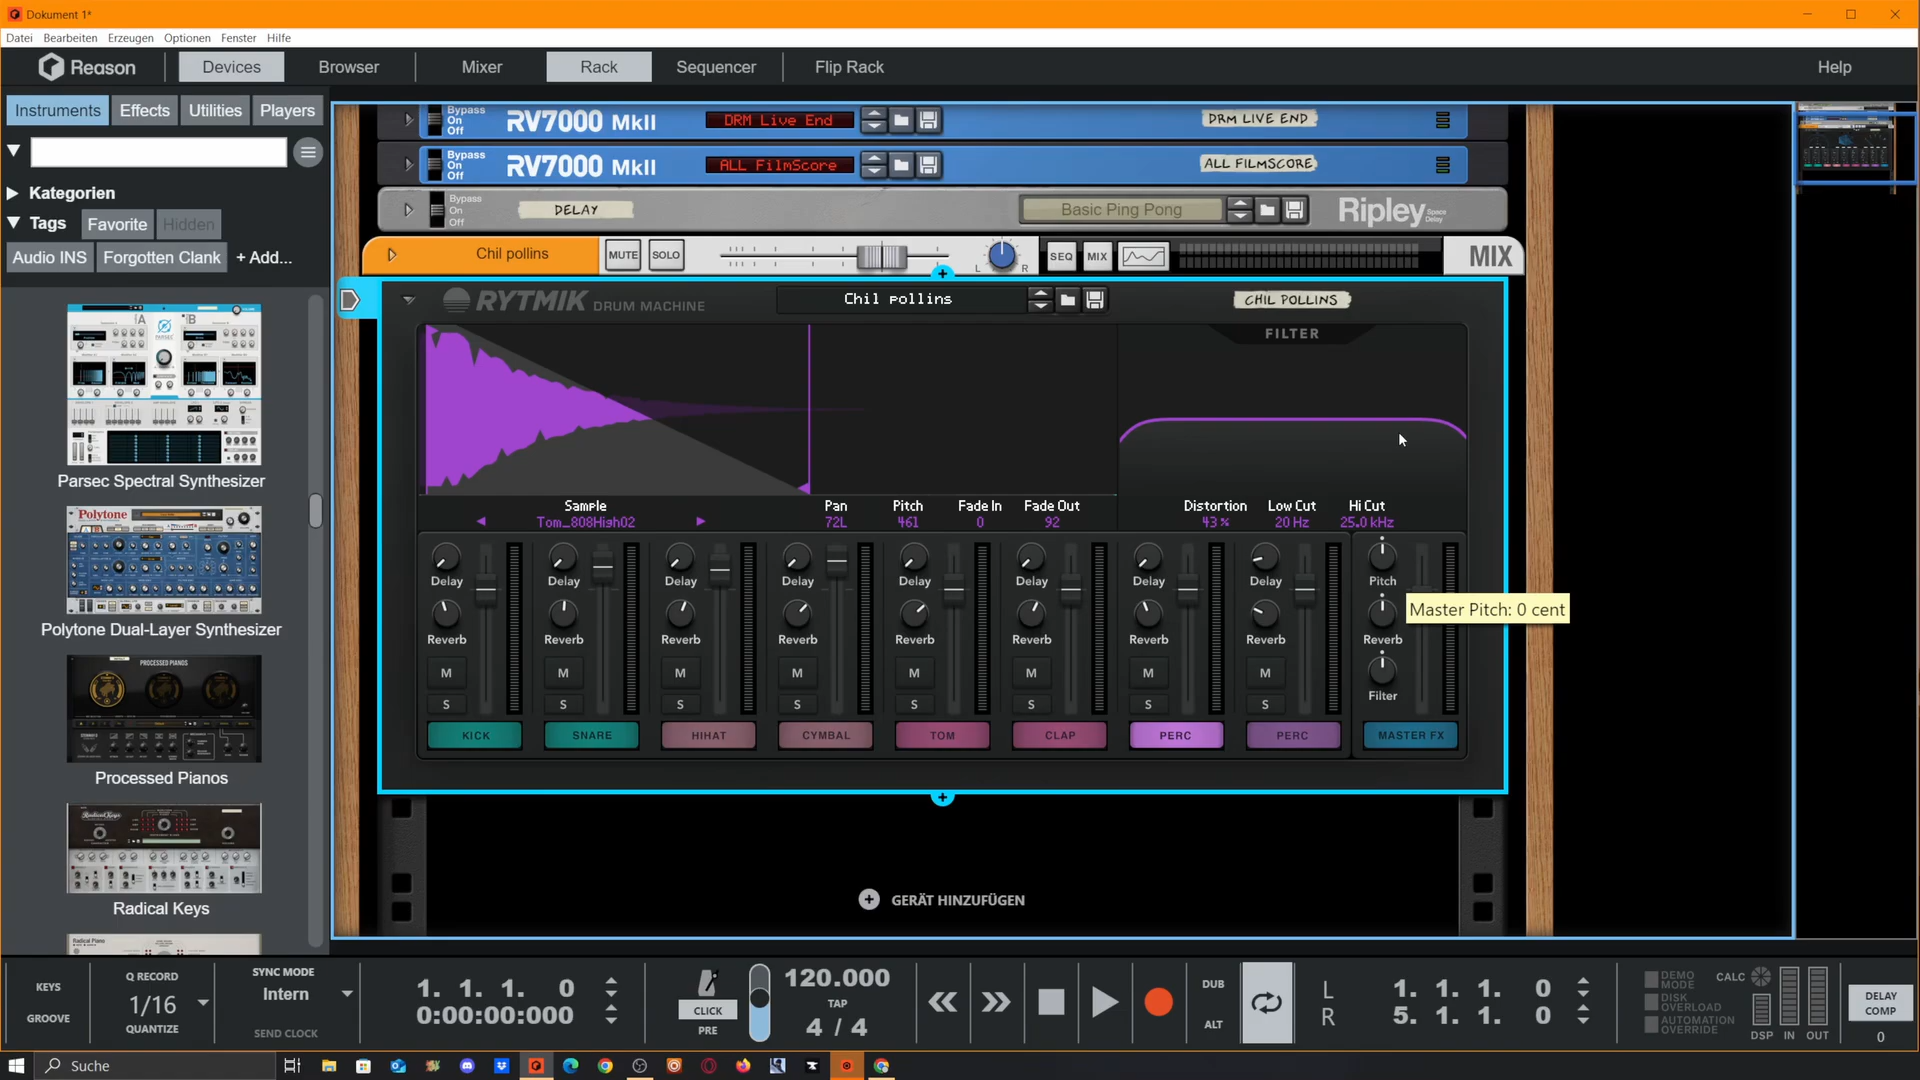 Dokument 1*
Datei Bearbeiten Erzeugen Optionen Fenster Hilfe
Reason Devices Browser Mixer Rack Sequencer Flip Rack Help
Instruments Effects Utilities Players
Kategorien
Tags Favorite Hidden
Audio INS Forgotten Clank + Add...
Parsec Spectral Synthesizer
Polytone
Polytone Dual-Layer Synthesizer
PROCESSED PIANOS
Processed Pianos
Radical Keys
Radical Keys
Radical Piano
Bypass
On
Off
RV7000 MkII DRM Live End DRM LIVE END
Bypass
On
Off
RV7000 MkII ALL FilmScore ALL FILMSCORE
Bypass
On
Off
DELAY Basic Ping Pong Ripley Space Delay
Chil pollins MUTE SOLO L R SEQ MIX MIX
RYTMIK DRUM MACHINE Chil pollins CHIL POLLINS
FILTER
Sample Pan Pitch Fade In Fade Out Distortion Low Cut Hi Cut
Tom_808High02 72L 461 0 92 43 % 20 Hz 25.0 kHz
Delay Delay Delay Delay Delay Delay Delay Delay Pitch
Master Pitch: 0 cent
Reverb Reverb Reverb Reverb Reverb Reverb Reverb Reverb Reverb
M M M M M M M M
Filter
S S S S S S S S
KICK SNARE HIHAT CYMBAL TOM CLAP PERC PERC MASTER FX
GERÄT HINZUFÜGEN
KEYS
GROOVE
Q RECORD
1/16
QUANTIZE
SYNC MODE
Intern
SEND CLOCK
1. 1. 1. 0
0:00:00:000
CLICK
PRE
120.000
TAP
4 / 4
DUB
ALT
L 1. 1. 1. 0
R 5. 1. 1. 0
DEMO MODE
DISK OVERLOAD
AUTOMATION OVERRIDE
CALC
DSP IN OUT
DELAY COMP
0
Suche